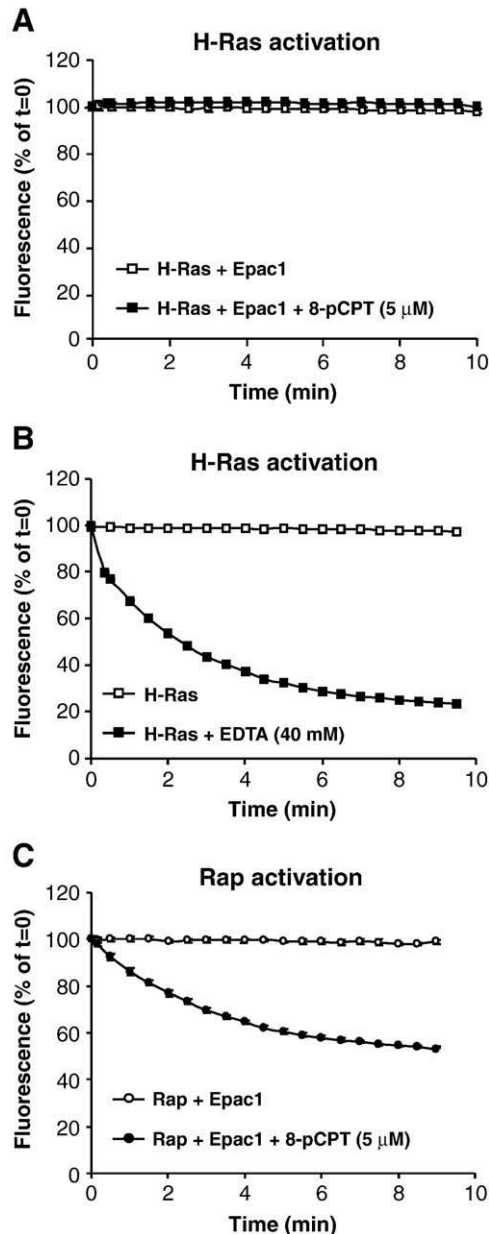 A
H-Ras activation
Fluorescence (% of t=0)
120
100
80
60
40
20
0
H-Ras + Epac1
H-Ras + Epac1 + 8-pCPT (5 μM)
0 2 4 6 8 10
Time (min)
B
H-Ras activation
Fluorescence (% of t=0)
120
100
80
60
40
20
0
H-Ras
H-Ras + EDTA (40 mM)
0 2 4 6 8 10
Time (min)
C
Rap activation
Fluorescence (% of t=0)
120
100
80
60
40
20
0
Rap + Epac1
Rap + Epac1 + 8-pCPT (5 μM)
0 2 4 6 8 10
Time (min)